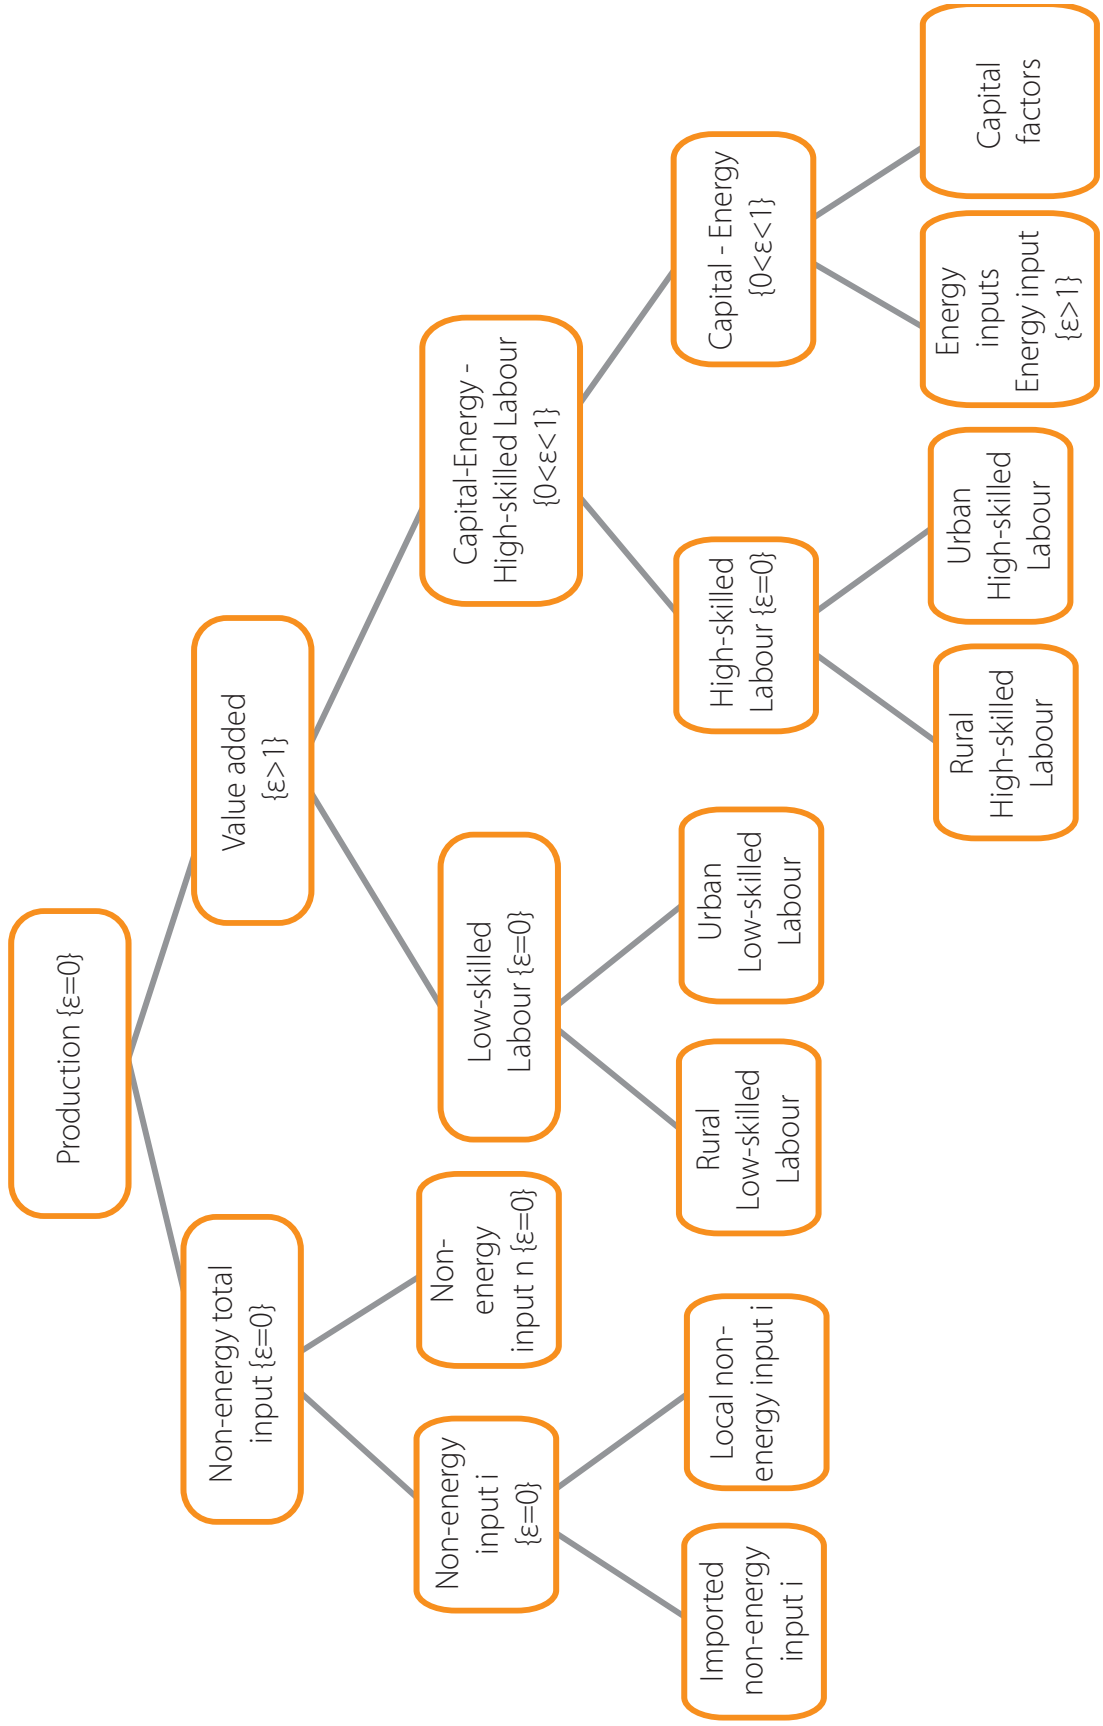 Production {ε=0}
Non-energy total
input {ε=0}
Value added
{ε>1}
Non-energy
input i
{ε=0}
Non-
energy
input n {ε=0}
Low-skilled
Labour {ε=0}
Capital-Energy -
High-skilled Labour
{0<ε<1}
Imported
non-energy
input i
Local non-
energy input i
Rural
Low-skilled
Labour
Urban
Low-skilled
Labour
High-skilled
Labour {ε=0}
Capital - Energy
{0<ε<1}
Rural
High-skilled
Labour
Urban
High-skilled
Labour
Energy
inputs
Energy input
{ε>1}
Capital
factors